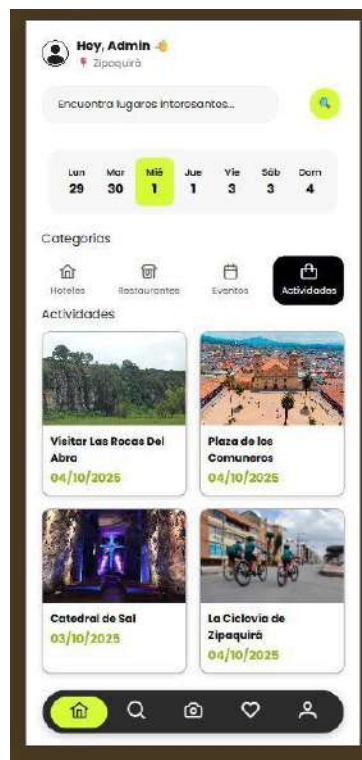 Hey, Admin 👋
Zipaquirá
Encuentra lugares interesantes...
Lun Mar Mié Jue Vie Sáb Dom
29 30 1 1 3 3 4
Categorias
Hoteles Restaurantes Eventos Actividades
Actividades
Visitar Las Rocas Del
Abra
04/10/2025
Plaza de los
Comuneros
04/10/2025
Catedral de Sal
03/10/2025
La Ciclovia de
Zipaquirá
04/10/2025